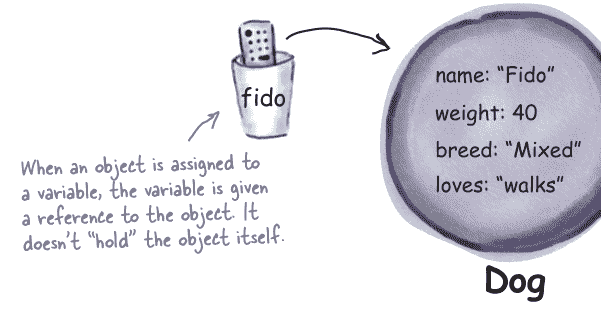 fido
name: “Fido”
weight: 40
breed: “Mixed”
loves: “walks”
When an object is assigned to
a variable, the variable is given
a reference to the object. It
doesn't “hold” the object itself.
Dog